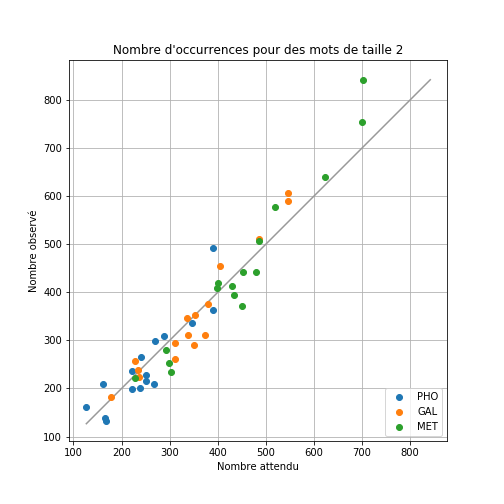 Nombre d'occurrences pour des mots de taille 2
Nombre observé
800
700
600
500
400
300
200
100
100 200 300 400 500 600 700 800
Nombre attendu
PHO
GAL
MET